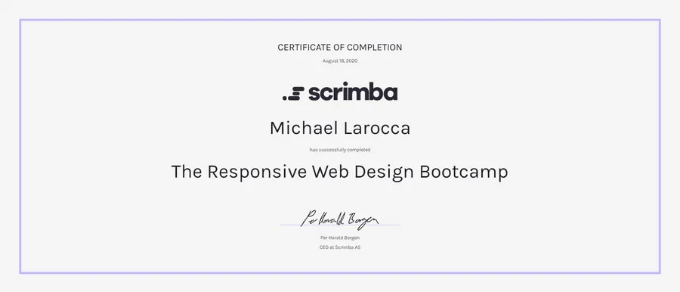 CERTIFICATE OF COMPLETION
August 19, 2020
scrimba
Michael Larocca
has successfully completed
The Responsive Web Design Bootcamp
Per Harald Borgen
Per Harald Borgen
CEO at Scrimba AS